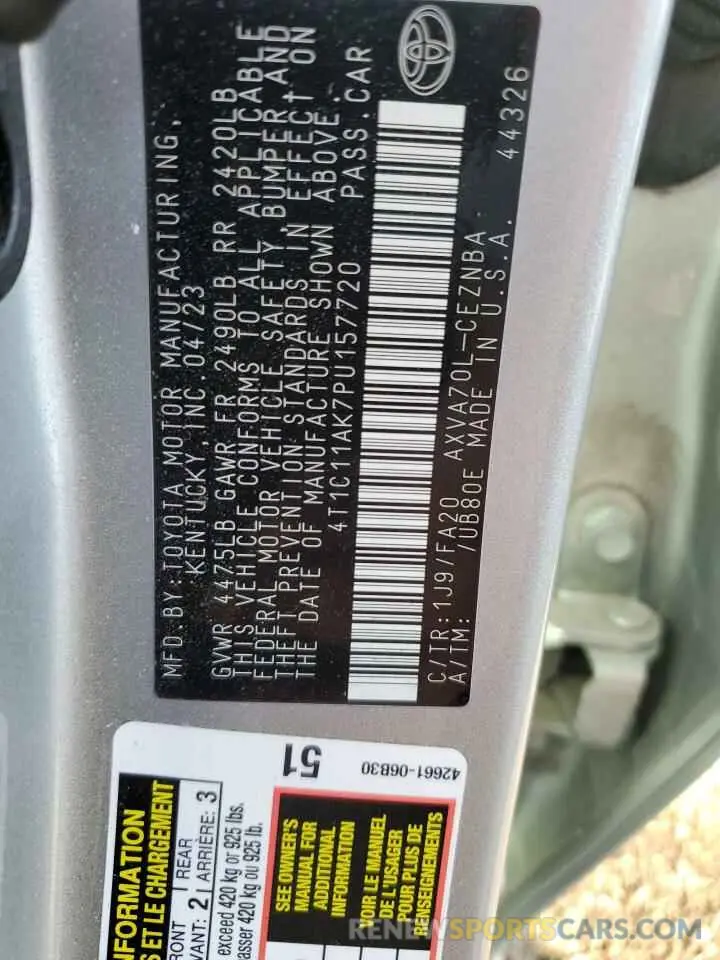 MFD. BY: TOYOTA MOTOR MANUFACTURING,
KENTUCKY, INC. 04/23
GVWR 4475LB GAWR FR 2490LB RR 2420LB
THIS VEHICLE CONFORMS TO ALL APPLICABLE
FEDERAL MOTOR VEHICLE SAFETY, BUMPER AND
THEFT PREVENTION STANDARDS IN EFFECT ON
THE DATE OF MANUFACTURE SHOWN ABOVE.
4T1C11AK7PU157720 PASS.CAR
C/TR:1J9/FA20 AXVA70L-CEZNBA
A/TM: /UB80E MADE IN U.S.A. 44326
51
42661-06B30
NFORMATION
S ET LE CHARGEMENT
RONT
VANT: 2
REAR
ARRIÈRE: 3
exceed 420 kg or 925 lbs.
asser 420 kg ou 925 lb.
SEE OWNER'S
MANUAL FOR
ADDITIONAL
INFORMATION
VOIR LE MANUEL
DE L'USAGER
POUR PLUS DE
RENSEIGNEMENTS
RENEWSPORTSCARS.COM